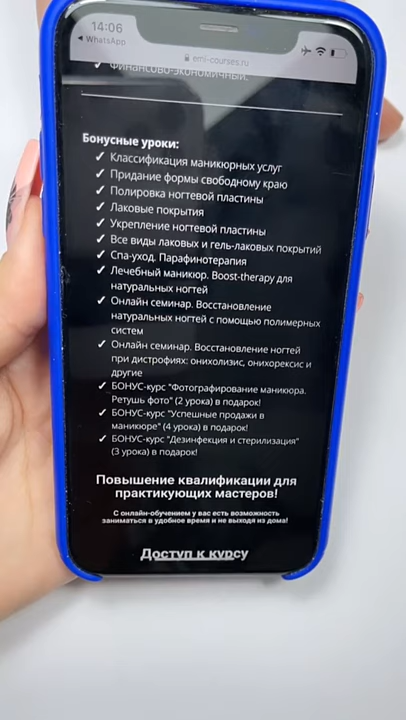 14:06
◀ WhatsApp
emi-courses.ru
✓ Финансово-экономичный.
Бонусные уроки:
✓ Классификация маникюрных услуг
✓ Придание формы свободному краю
✓ Полировка ногтевой пластины
✓ Лаковые покрытия
✓ Укрепление ногтевой пластины
✓ Все виды лаковых и гель-лаковых покрытий
✓ Спа-уход. Парафинотерапия
✓ Лечебный маникюр. Boost-therapy для
натуральных ногтей
✓ Онлайн семинар. Восстановление
натуральных ногтей с помощью полимерных
систем
✓ Онлайн семинар. Восстановление ногтей
при дистрофиях: онихолизис, онихорексис и
другие
✓ БОНУС-курс "Фотографирование маникюра.
Ретушь фото" (2 урока) в подарок!
✓ БОНУС-курс "Успешные продажи в
маникюре" (4 урока) в подарок!
✓ БОНУС-курс "Дезинфекция и стерилизация"
(3 урока) в подарок!
Повышение квалификации для
практикующих мастеров!
С онлайн-обучением у вас есть возможность
заниматься в удобное время и не выходя из дома!
Доступ к курсу